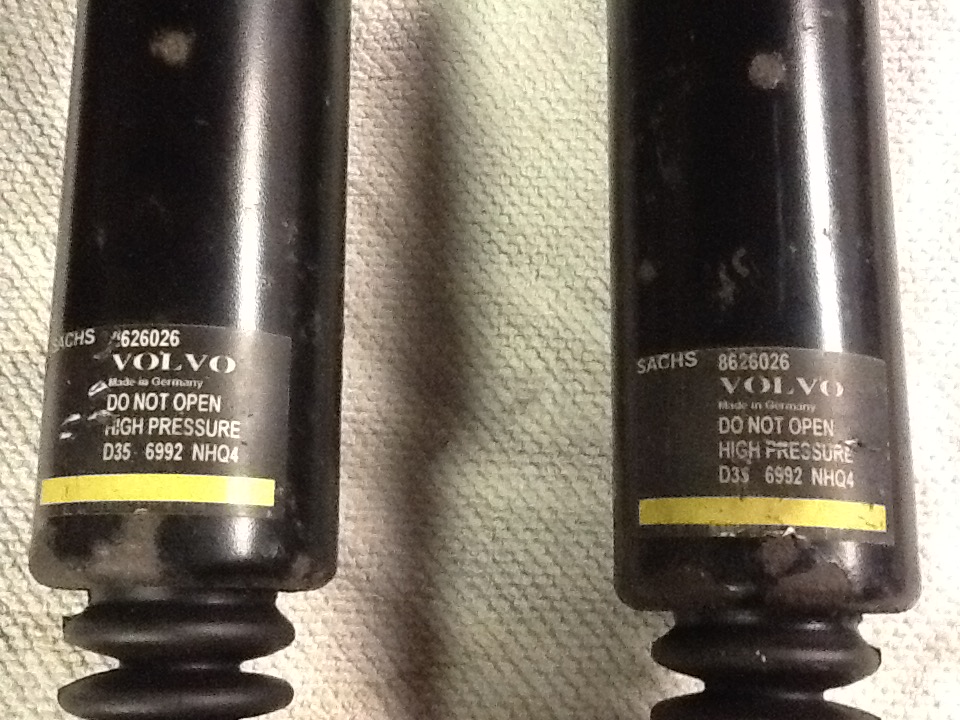 SACHS 8626026
VOLVO
Made in Germany
DO NOT OPEN
HIGH PRESSURE
D35 6992 NHQ4
SACHS 8626026
VOLVO
Made in Germany
DO NOT OPEN
HIGH PRESSURE
D35 6992 NHQ4